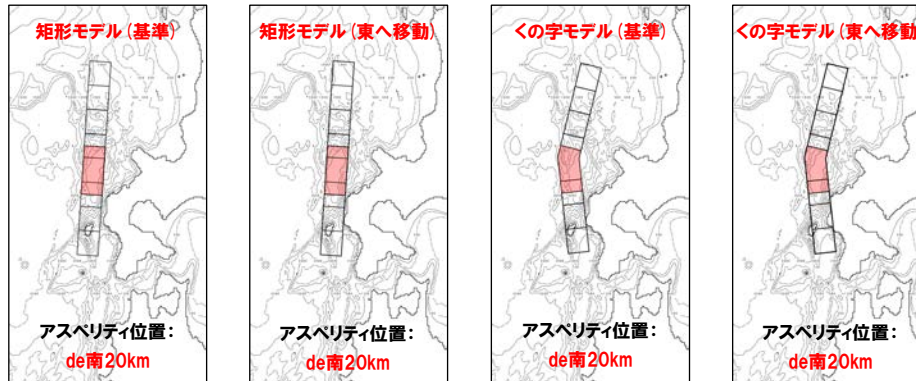 矩形モデル(基準)
アスペリティ位置:
de南20km
矩形モデル(東へ移動)
アスペリティ位置:
de南20km
くの字モデル(基準)
アスペリティ位置:
de南20km
くの字モデル(東へ移動)
アスペリティ位置:
de南20km